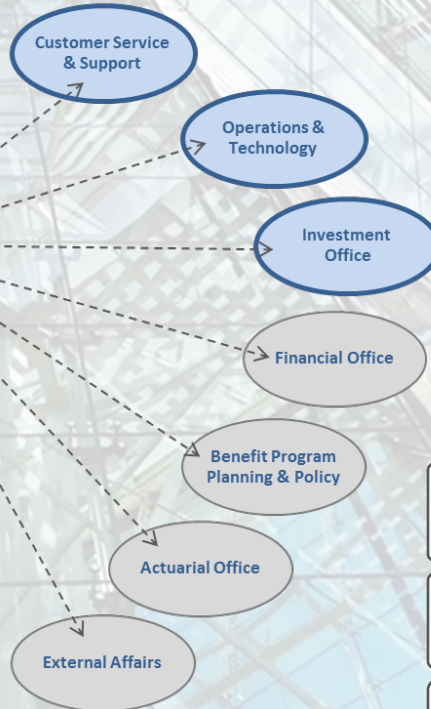 Customer Service
& Support
Operations &
Technology
Investment
Office
Financial Office
Benefit Program
Planning & Policy
Actuarial Office
External Affairs